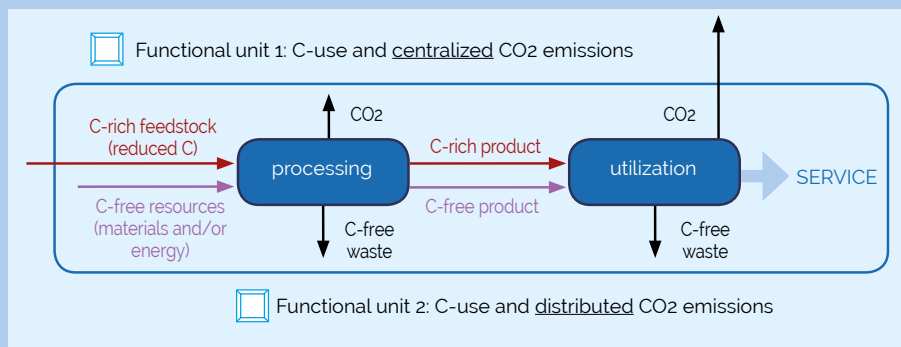 Functional unit 1: C-use and centralized CO2 emissions
C-rich feedstock
(reduced C)
C-free resources
(materials and/or
energy)
CO2
processing
C-free
waste
C-rich product
C-free product
CO2
utilization
C-free
waste
SERVICE
Functional unit 2: C-use and distributed CO2 emissions